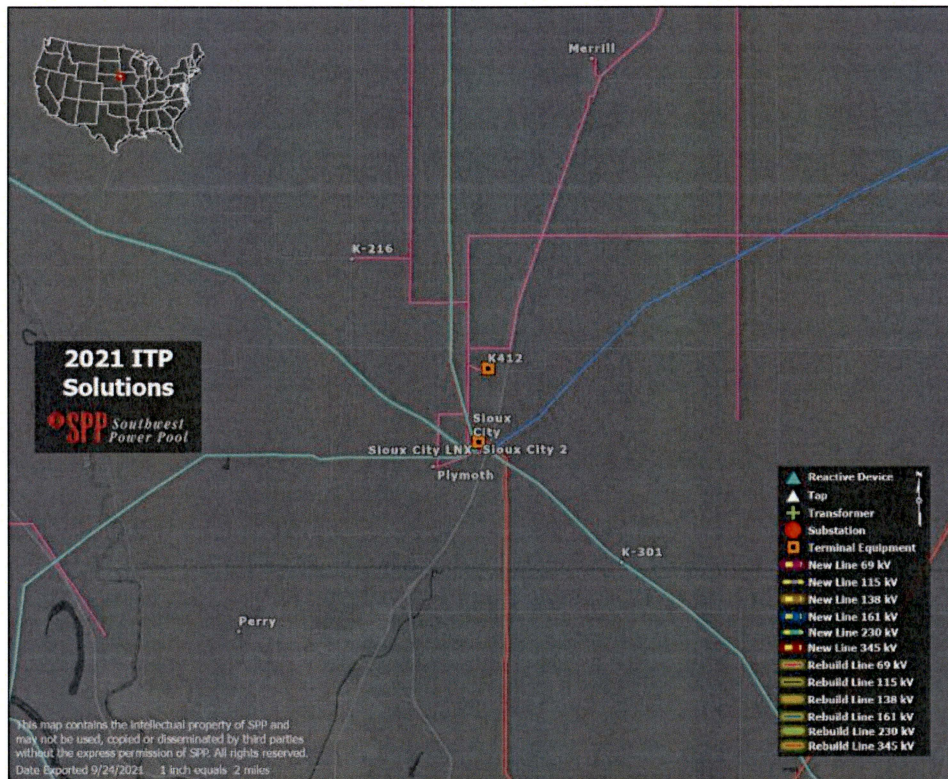 Merrill
K-216
2021 ITP
Solutions
SPP Southwest
Power Pool
K412
Sioux
City
Sioux City LNX Sioux City 2
Plymoth
K-301
Perry
Reactive Device
Tap
Transformer
Substation
Terminal Equipment
New Line 69 kV
New Line 115 kV
New Line 138 kV
New Line 161 kV
New Line 230 kV
New Line 345 kV
Rebuild Line 69 kV
Rebuild Line 115 kV
Rebuild Line 138 kV
Rebuild Line 161 kV
Rebuild Line 230 kV
Rebuild Line 345 kV
This map contains the intellectual property of SPP and
may not be used, copied or disseminated by third parties
without the express permission of SPP. All rights reserved.
Date Exported 9/24/2021 1 inch equals 2 miles